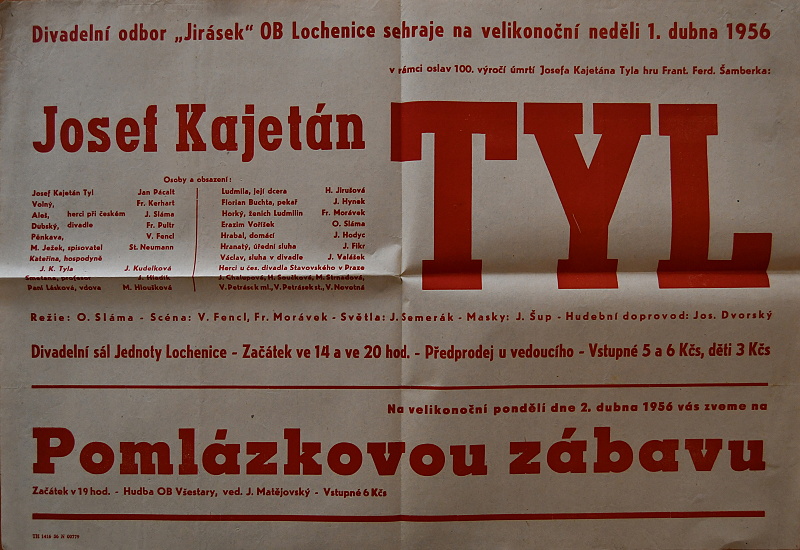 Divadelní odbor „Jirásek“ OB Lochenice sehraje na velikonoční neděli 1. dubna 1956
v rámci oslav 100. výročí úmrtí Josefa Kajetána Tyla hru Frant. Ferd. Šamberka:
Josef Kajetán TYL
Osoby a obsazení:
Josef Kajetán Tyl Jan Pácalt
Volný, Fr. Kerhart
Aleš, herci při českém J. Sláma
Dubský, divadle Fr. Pultr
Pěnkava, V. Fencl
M. Ježek, spisovatel St. Neumann
Kateřina, hospodyně
J. K. Tyla J. Kudelková
Smetana, profesor J. Hladík
Paní Lásková, vdova M. Hloušková
Ludmila, její dcera H. Jirušová
Florian Buchta, pekař J. Hynek
Horký, ženich Ludmilin Fr. Morávek
Erazim Voříšek O. Sláma
Hrabal, domácí J. Hodyc
Hranatý, úřední sluha J. Fikr
Václav, sluha v divadle J. Valášek
Herci u čes. divadla Stavovského v Praze
J. Chalupová, H. Součková, M. Strnadová,
V. Petrásek ml., V. Petrásek st., V. Novotná
Režie: O. Sláma - Scéna: V. Fencl, Fr. Morávek - Světla: J. Semerák - Masky: J. Šup - Hudební doprovod: Jos. Dvorský
Divadelní sál Jednoty Lochenice - Začátek ve 14 a ve 20 hod. - Předprodej u vedoucího - Vstupné 5 a 6 Kčs, děti 3 Kčs
Na velikonoční pondělí dne 2. dubna 1956 vás zveme na
Pomlázkovou zábavu
Začátek v 19 hod. - Hudba OB Všestary, ved. J. Matějovský - Vstupné 6 Kčs